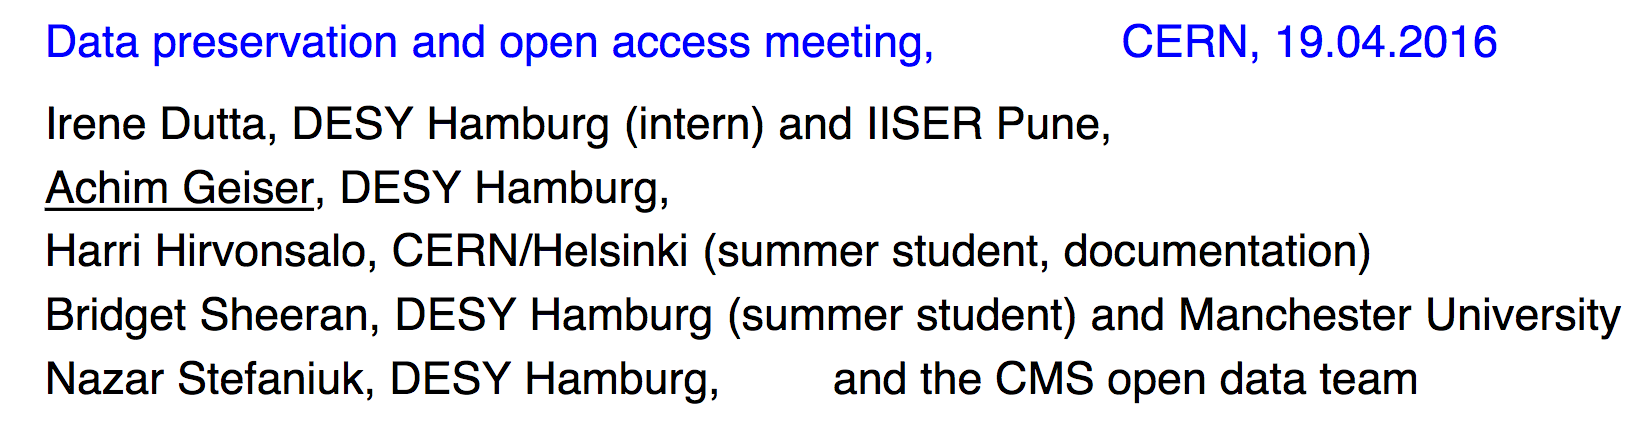 Data preservation and open access meeting, CERN, 19.04.2016
Irene Dutta, DESY Hamburg (intern) and IISER Pune,
Achim Geiser, DESY Hamburg,
Harri Hirvonsalo, CERN/Helsinki (summer student, documentation)
Bridget Sheeran, DESY Hamburg (summer student) and Manchester University
Nazar Stefaniuk, DESY Hamburg, and the CMS open data team